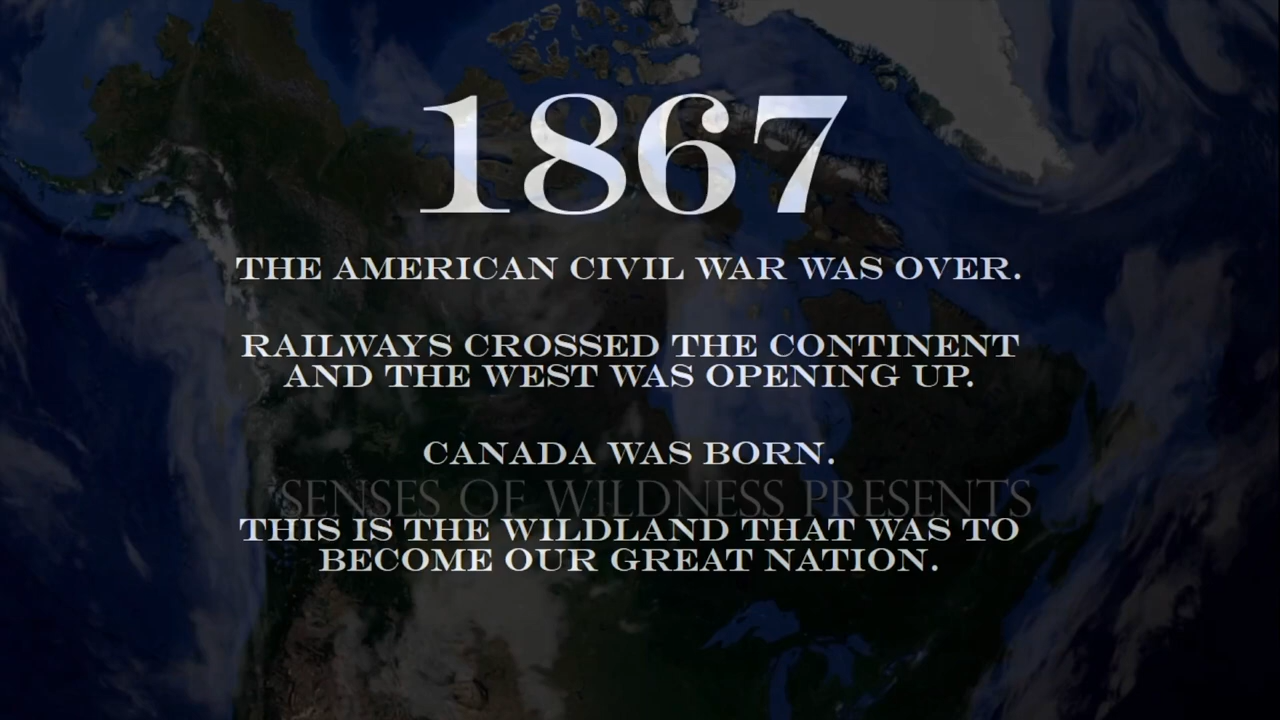 1867
THE AMERICAN CIVIL WAR WAS OVER.
RAILWAYS CROSSED THE CONTINENT
AND THE WEST WAS OPENING UP.
CANADA WAS BORN.
SENSES OF WILDNESS PRESENTS
THIS IS THE WILDLAND THAT WAS TO
BECOME OUR GREAT NATION.